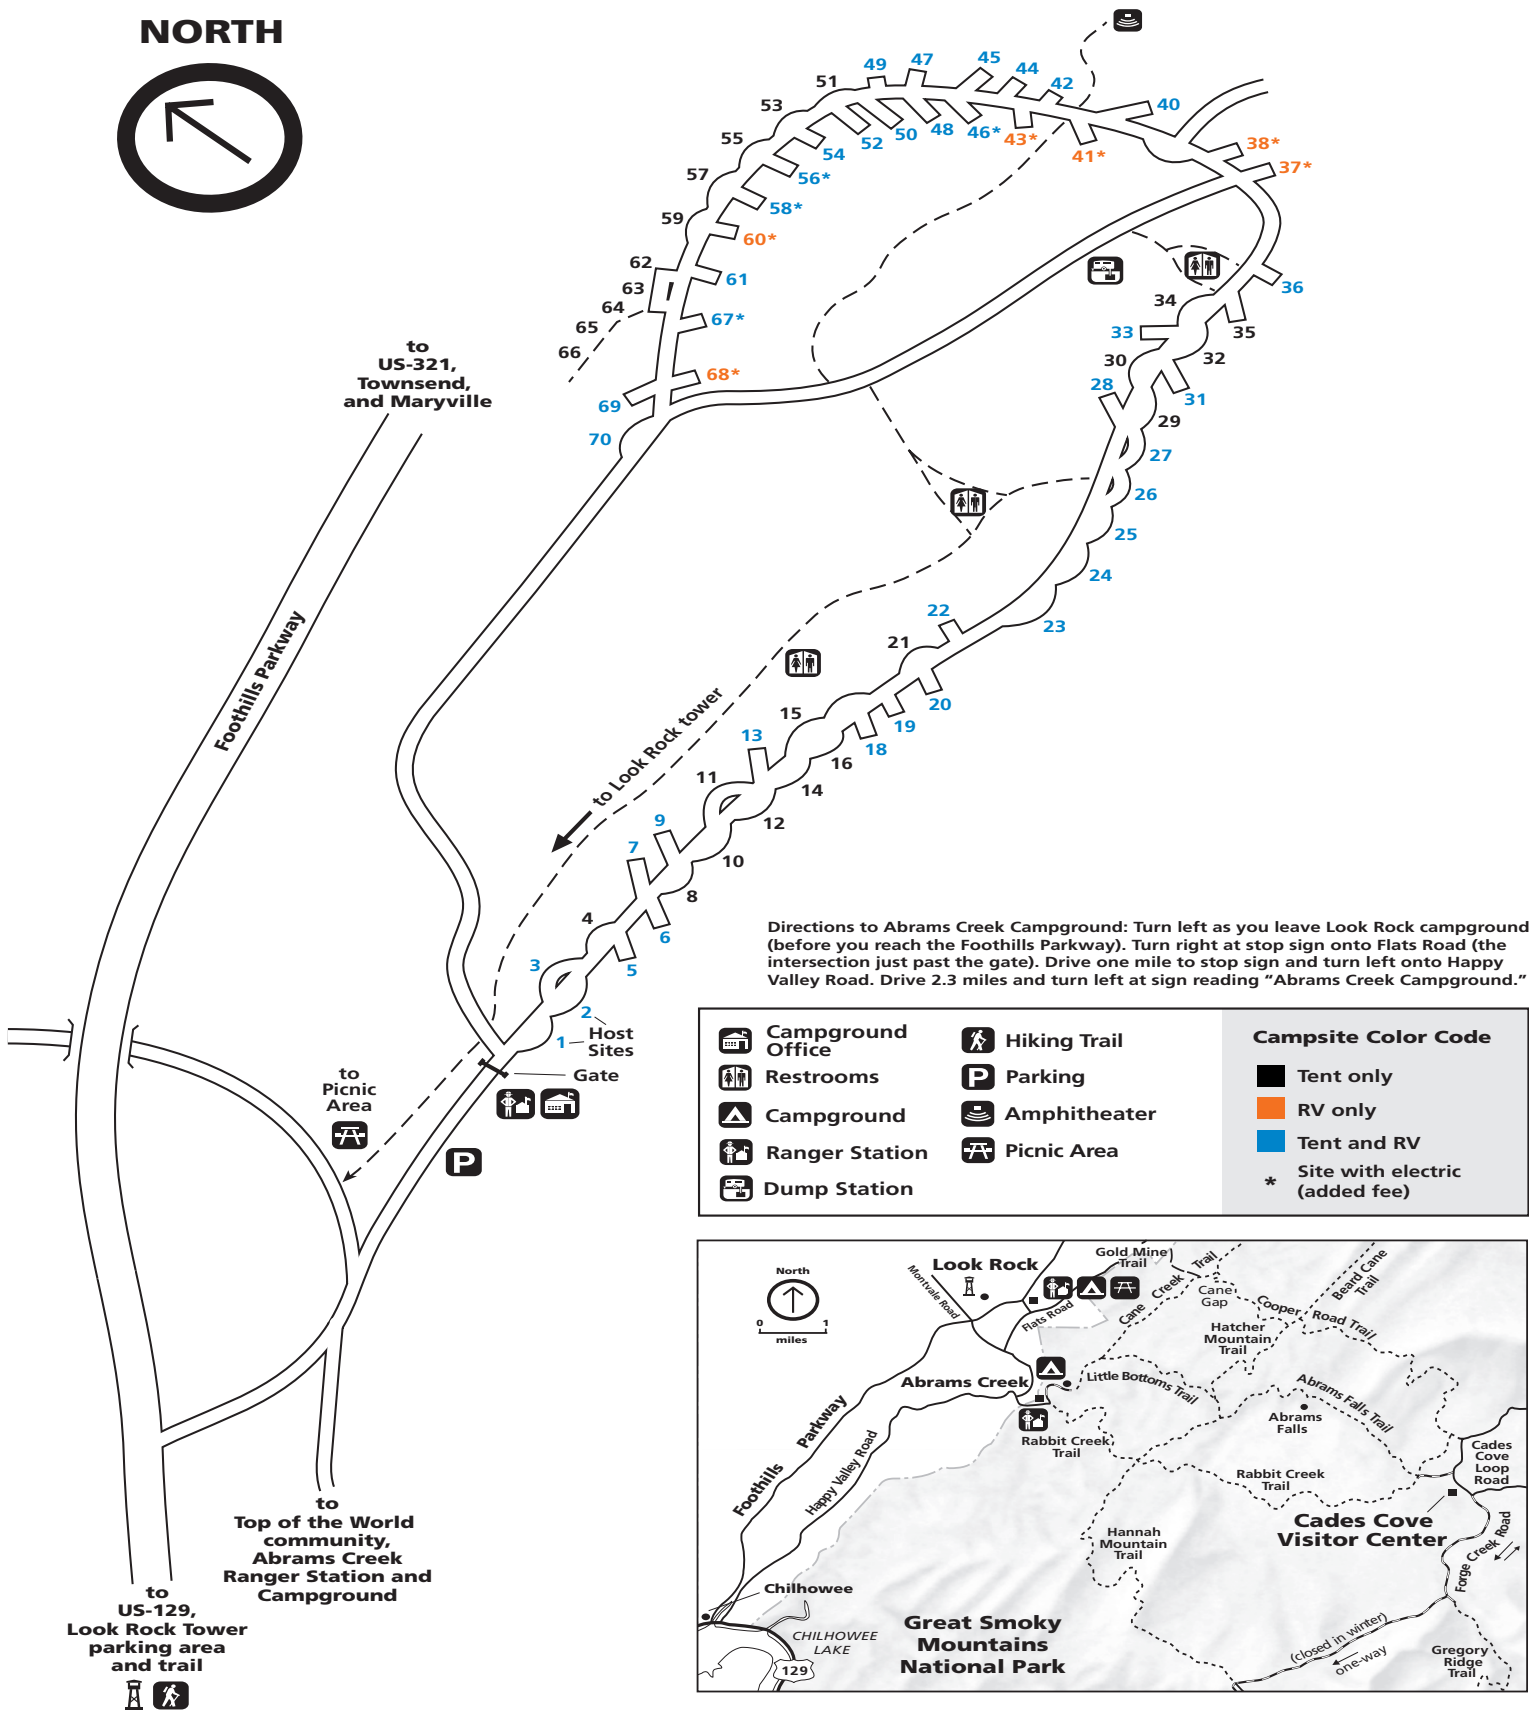 NORTH
49
47
45
44
42
40
51
53
55
57
59
52
50
48
46*
43*
41*
38*
37*
54
56*
58*
60*
62
61
63
64
65
66
67*
68*
69
70
36
34
35
33
32
30
31
28
29
27
26
25
24
23
22
21
20
19
18
15
16
13
14
11
12
9
10
7
8
6
4
5
3
2
1
Host
Sites
Gate
to
US-321,
Townsend,
and Maryville
Foothills Parkway
to Look Rock tower
to
Picnic
Area
P
to
Top of the World
community,
Abrams Creek
Ranger Station and
Campground
to
US-129,
Look Rock Tower
parking area
and trail
Directions to Abrams Creek Campground: Turn left as you leave Look Rock campground
(before you reach the Foothills Parkway). Turn right at stop sign onto Flats Road (the
intersection just past the gate). Drive one mile to stop sign and turn left onto Happy
Valley Road. Drive 2.3 miles and turn left at sign reading “Abrams Creek Campground.”
Campground
Office
Restrooms
Campground
Ranger Station
Dump Station
Hiking Trail
P
Parking
Amphitheater
Picnic Area
Campsite Color Code
Tent only
RV only
Tent and RV
* Site with electric
(added fee)
North
0 1
miles
Look Rock
Montvale Road
Flats Road
Gold Mine
Trail
Cane Creek Trail
Cane
Gap
Beard Cane
Trail
Cooper Road Trail
Hatcher
Mountain
Trail
Abrams Creek
Little Bottoms Trail
Abrams Falls Trail
Abrams
Falls
Rabbit Creek
Trail
Rabbit Creek
Trail
Cades
Cove
Loop
Road
Foothills Parkway
Happy Valley Road
Cades Cove
Visitor Center
Hannah
Mountain
Trail
Forge Creek Road
Chilhowee
CHILHOWEE
LAKE
129
Great Smoky
Mountains
National Park
(closed in winter)
one-way
Gregory
Ridge
Trail